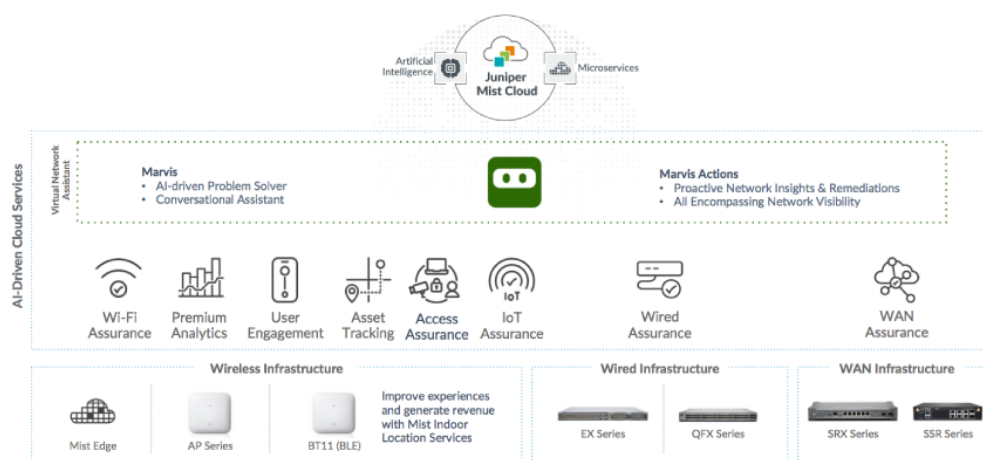 Artificial
Intelligence
Juniper
Mist Cloud
Microservices
AI-Driven Cloud Services
Virtual Network
Assistant
Marvis
• AI-driven Problem Solver
• Conversational Assistant
Marvis Actions
• Proactive Network Insights & Remediations
• All Encompassing Network Visibility
Wi-Fi
Assurance
Premium
Analytics
User
Engagement
Asset
Tracking
Access
Assurance
IoT
IoT
Assurance
Wired
Assurance
WAN
Assurance
Wireless Infrastructure
Mist Edge
AP Series
BT11 (BLE)
Improve experiences
and generate revenue
with Mist Indoor
Location Services
Wired Infrastructure
EX Series
QFX Series
WAN Infrastructure
SRX Series
SSR Series